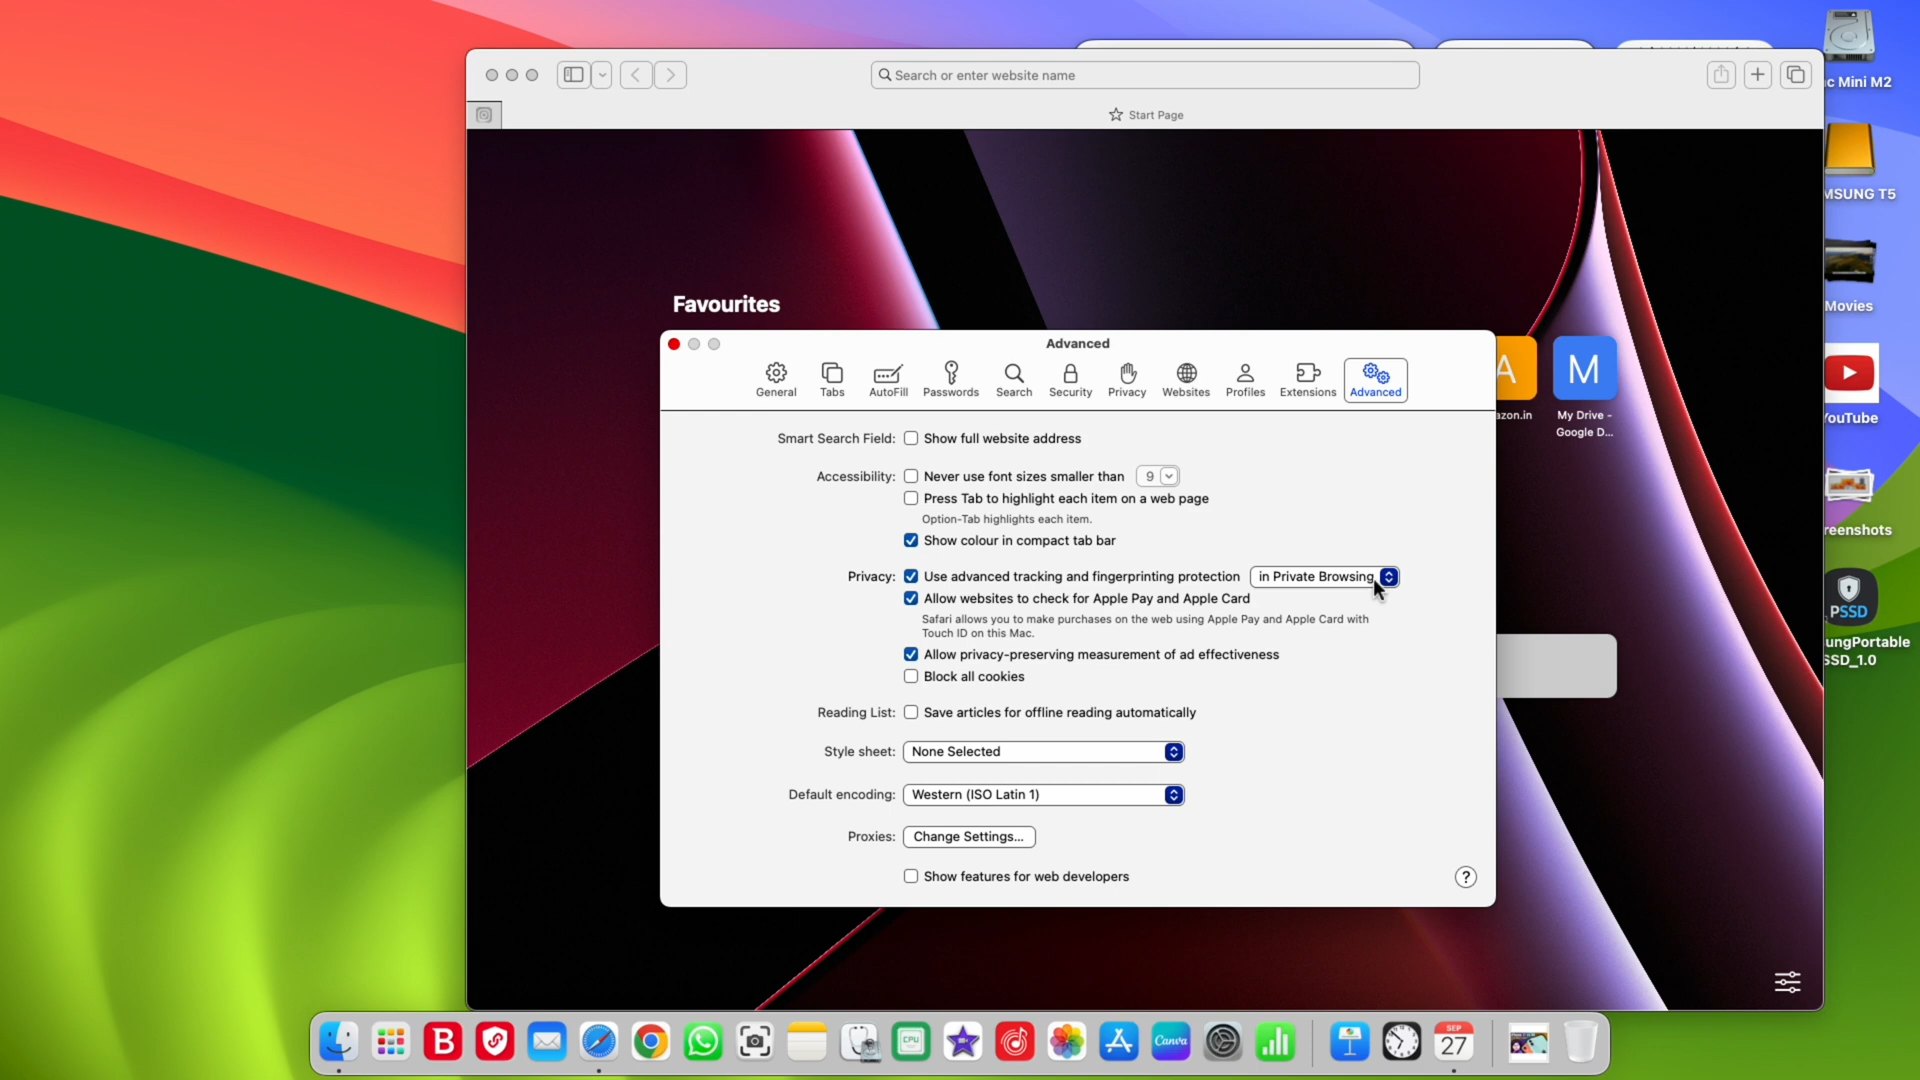 Search or enter website name
Start Page
Favourites
Advanced
General
Tabs
AutoFill
Passwords
Search
Security
Privacy
Websites
Profiles
Extensions
Advanced
Smart Search Field: Show full website address
Accessibility: Never use font sizes smaller than 9
Press Tab to highlight each item on a web page
Option-Tab highlights each item.
Show colour in compact tab bar
Privacy: Use advanced tracking and fingerprinting protection in Private Browsing
Allow websites to check for Apple Pay and Apple Card
Safari allows you to make purchases on the web using Apple Pay and Apple Card with
Touch ID on this Mac.
Allow privacy-preserving measurement of ad effectiveness
Block all cookies
Reading List: Save articles for offline reading automatically
Style sheet: None Selected
Default encoding: Western (ISO Latin 1)
Proxies: Change Settings...
Show features for web developers
?
A
azon.in
M
My Drive -
Google D...
c Mini M2
MSUNG T5
Movies
YouTube
reenshots
PSSD
ungPortable
SSD_1.0
B
CPU
Canva
SEP
27